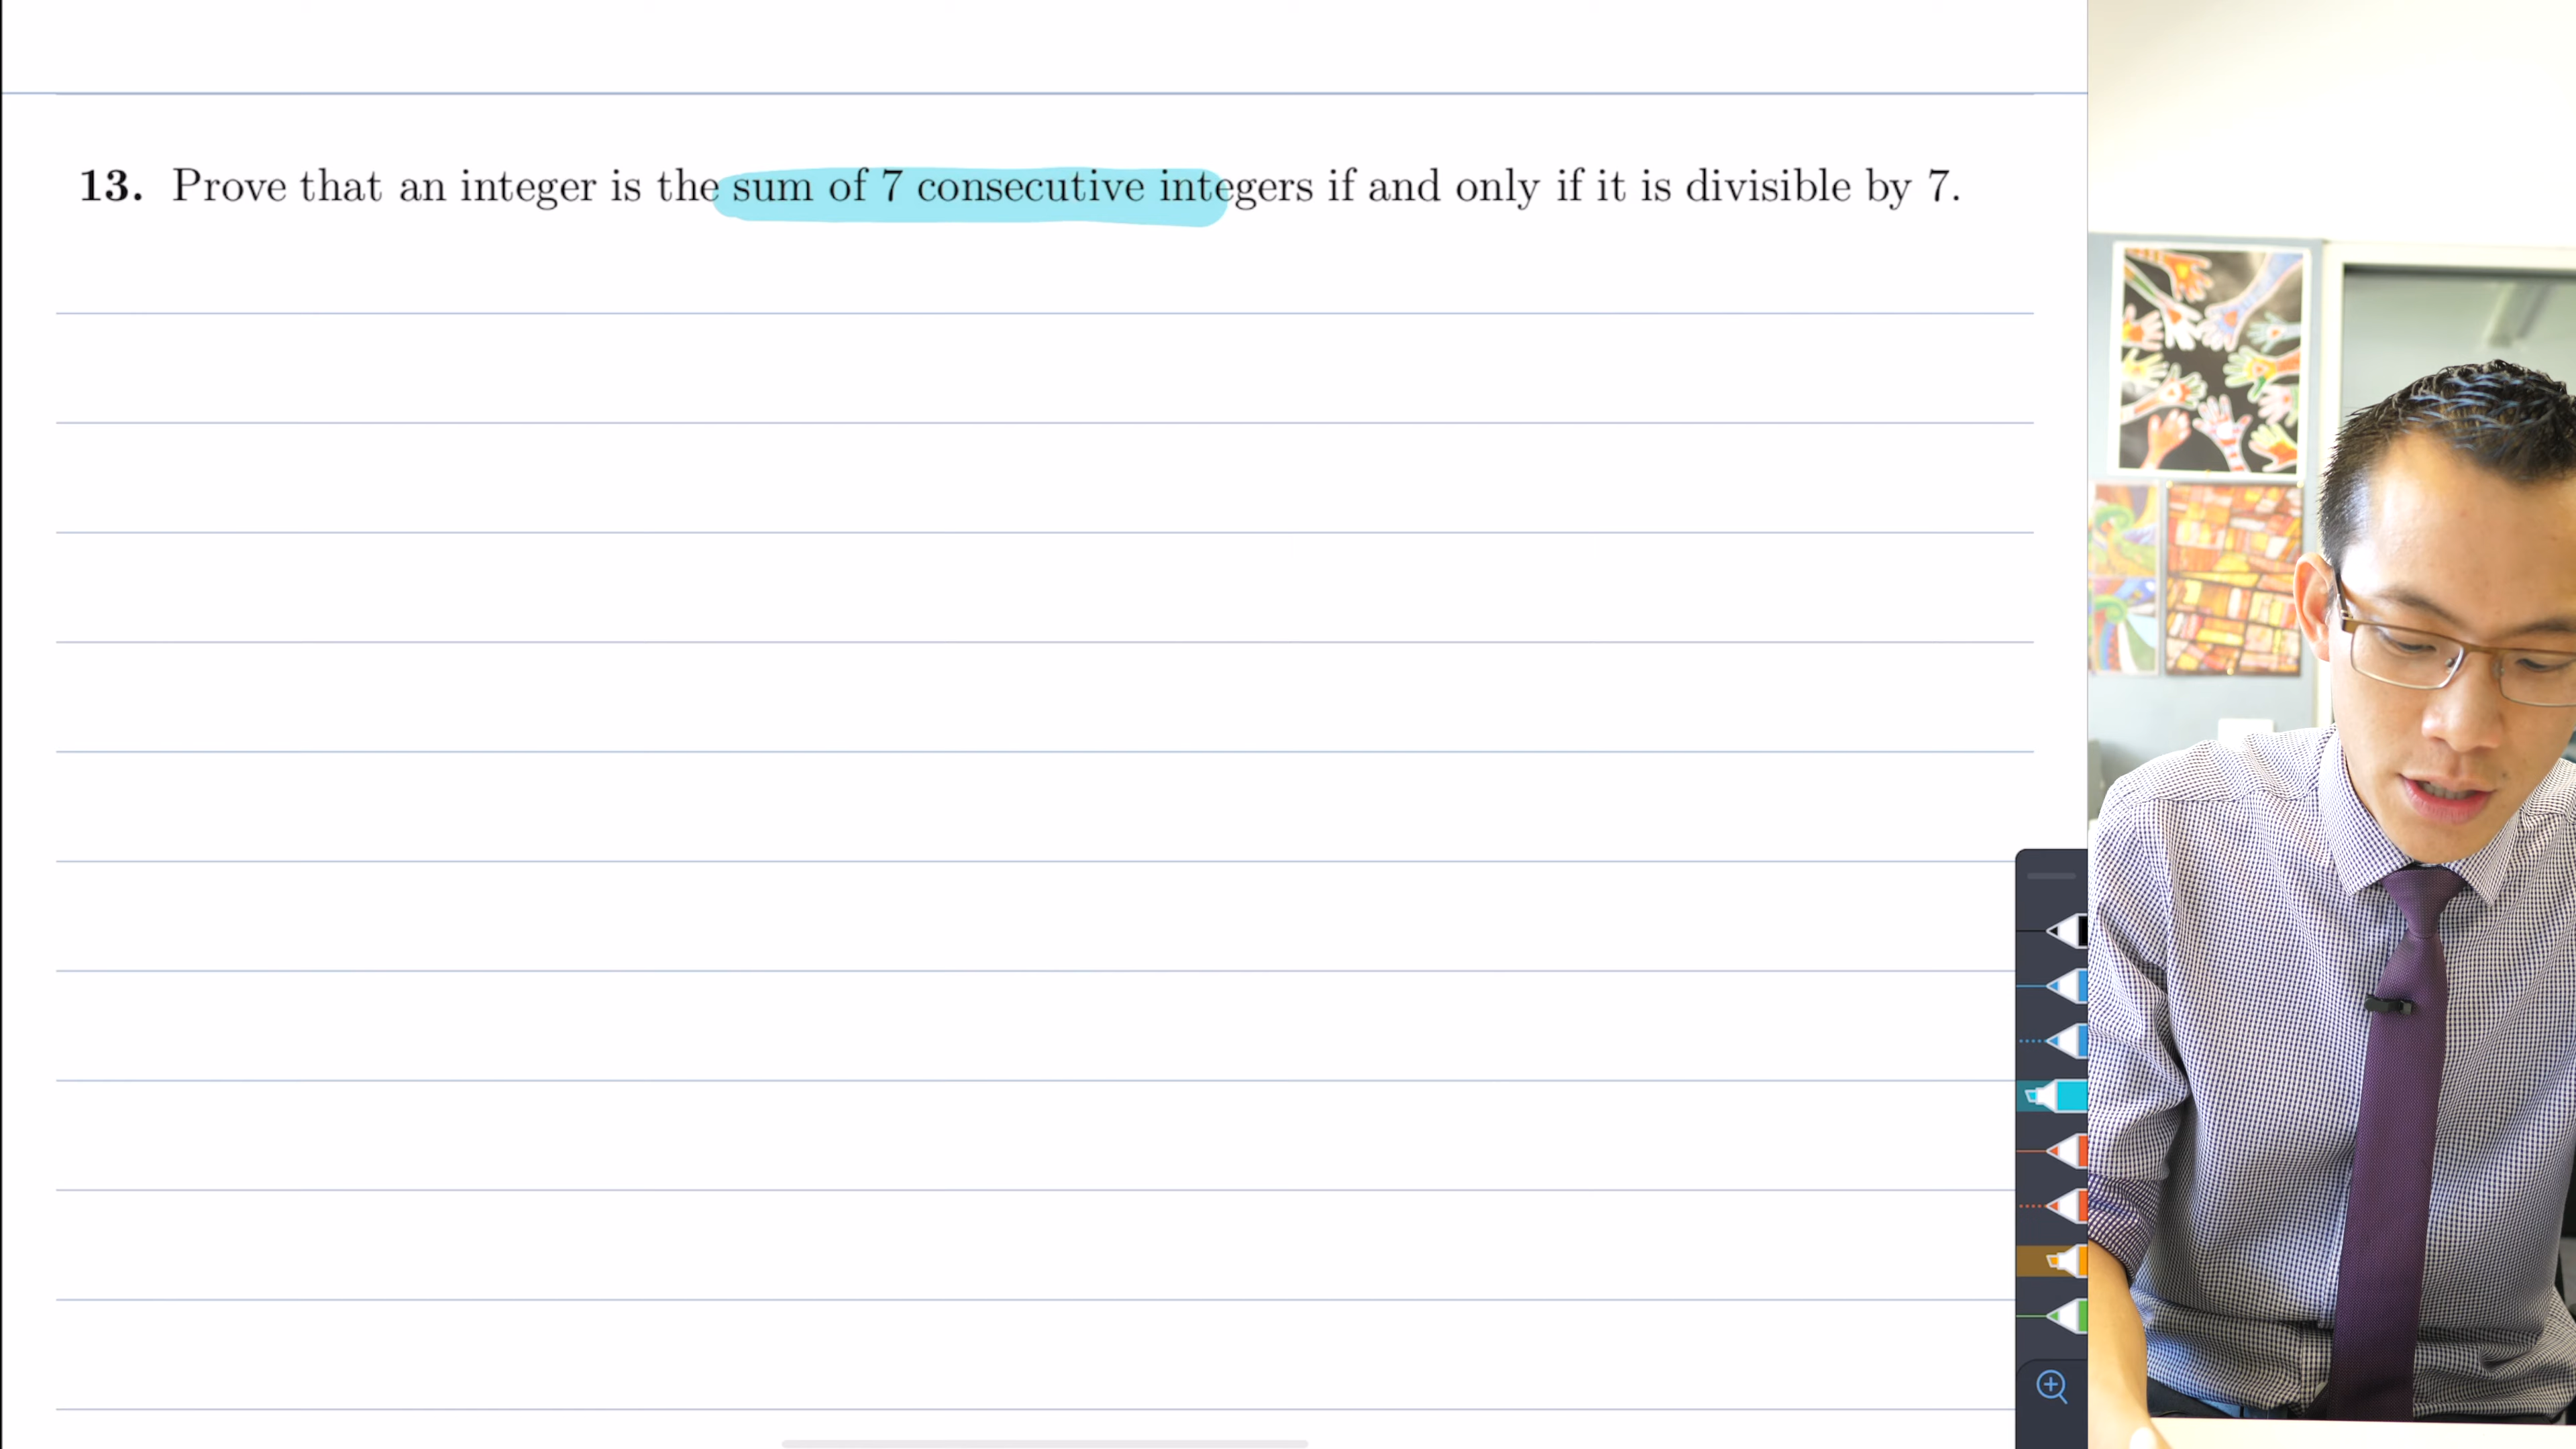 13. Prove that an integer is the sum of 7 consecutive integers if and only if it is divisible by 7.